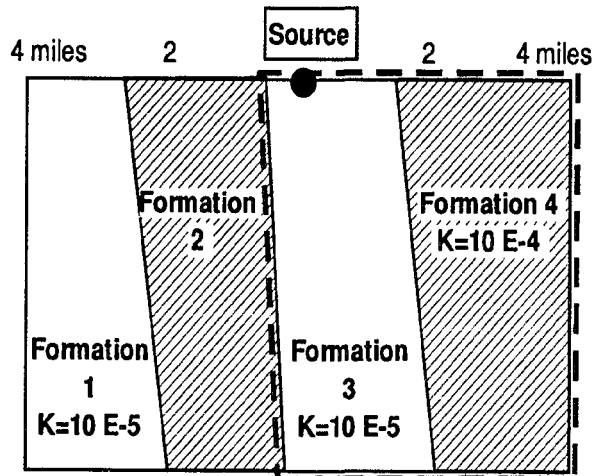 Source
4 miles 2 2 4 miles
Formation
2
Formation 4
K=10 E-4
Formation
1
K=10 E-5
Formation
3
K=10 E-5